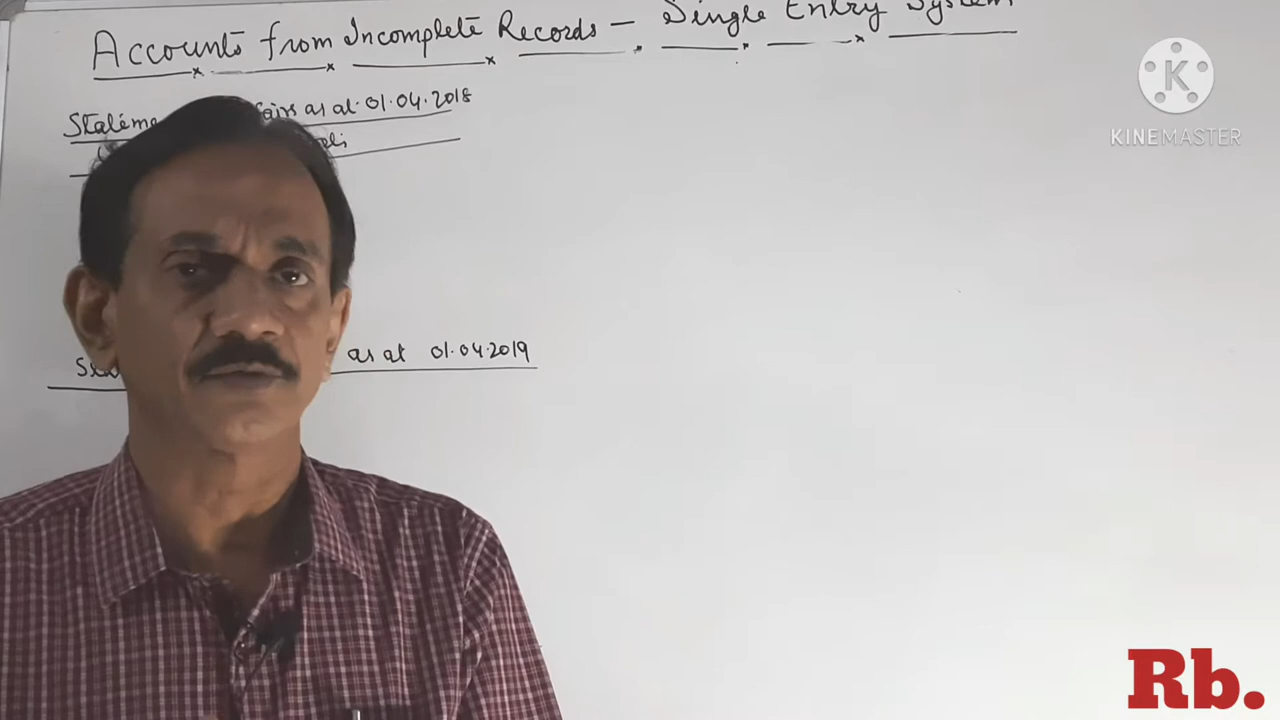 Accounts from Incomplete Records — Single Entry System
as at 01.04.2018
as at 01.04.2019
KINEMASTER
Rb.